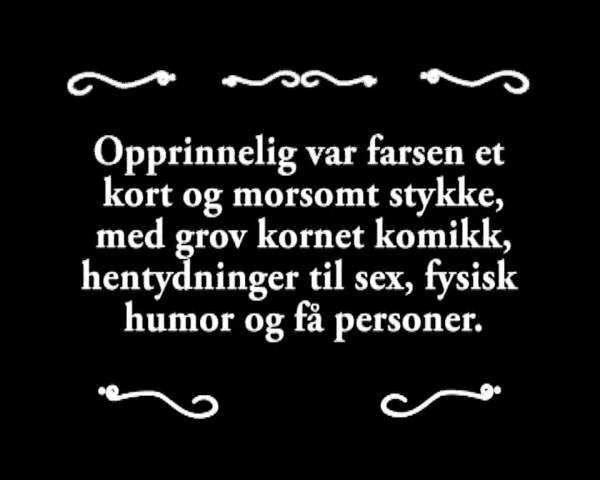 Opprinnelig var farsen et
kort og morsomt stykke,
med grov kornet komikk,
hentydninger til sex, fysisk
humor og få personer.